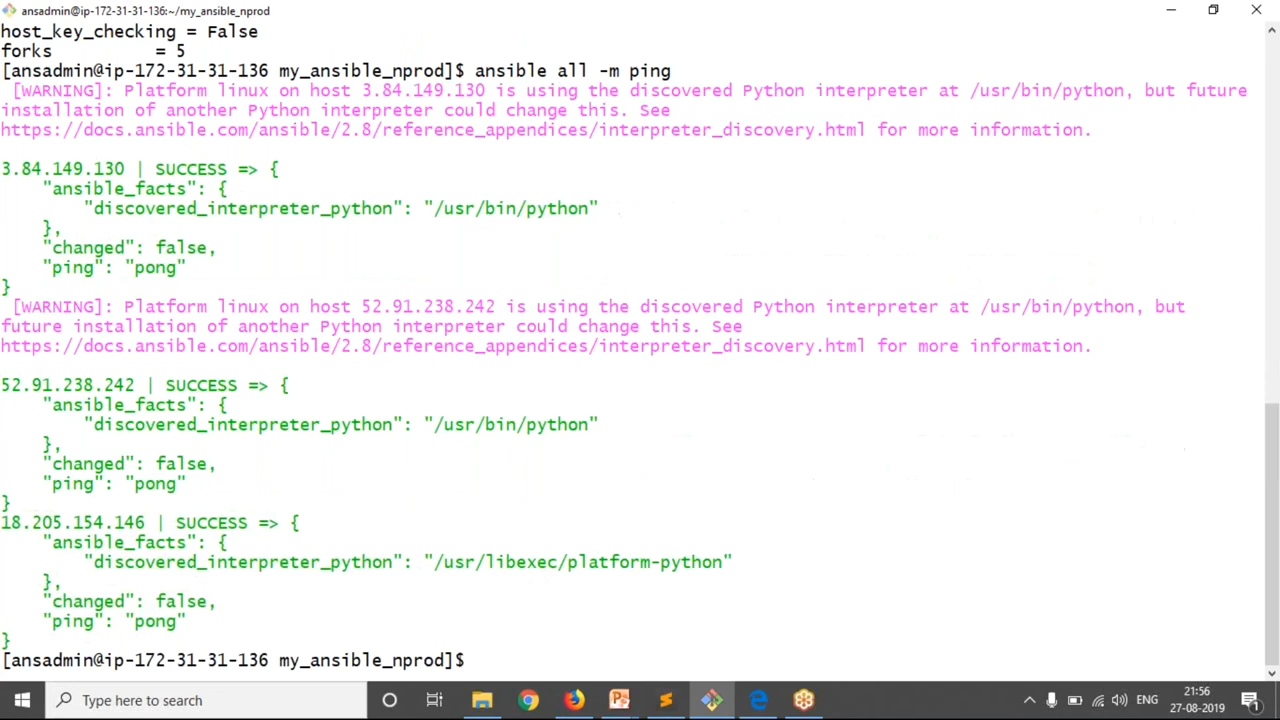 ansadmin@ip-172-31-31-136:~/my_ansible_nprod
host_key_checking = False
forks          = 5
[ansadmin@ip-172-31-31-136 my_ansible_nprod]$ ansible all -m ping
 [WARNING]: Platform linux on host 3.84.149.130 is using the discovered Python interpreter at /usr/bin/python, but future
installation of another Python interpreter could change this. See
https://docs.ansible.com/ansible/2.8/reference_appendices/interpreter_discovery.html for more information.
3.84.149.130 | SUCCESS => {
    "ansible_facts": {
        "discovered_interpreter_python": "/usr/bin/python"
    },
    "changed": false,
    "ping": "pong"
}
 [WARNING]: Platform linux on host 52.91.238.242 is using the discovered Python interpreter at /usr/bin/python, but
future installation of another Python interpreter could change this. See
https://docs.ansible.com/ansible/2.8/reference_appendices/interpreter_discovery.html for more information.
52.91.238.242 | SUCCESS => {
    "ansible_facts": {
        "discovered_interpreter_python": "/usr/bin/python"
    },
    "changed": false,
    "ping": "pong"
}
18.205.154.146 | SUCCESS => {
    "ansible_facts": {
        "discovered_interpreter_python": "/usr/libexec/platform-python"
    },
    "changed": false,
    "ping": "pong"
}
[ansadmin@ip-172-31-31-136 my_ansible_nprod]$
Type here to search
ENG
21:56
27-08-2019
1